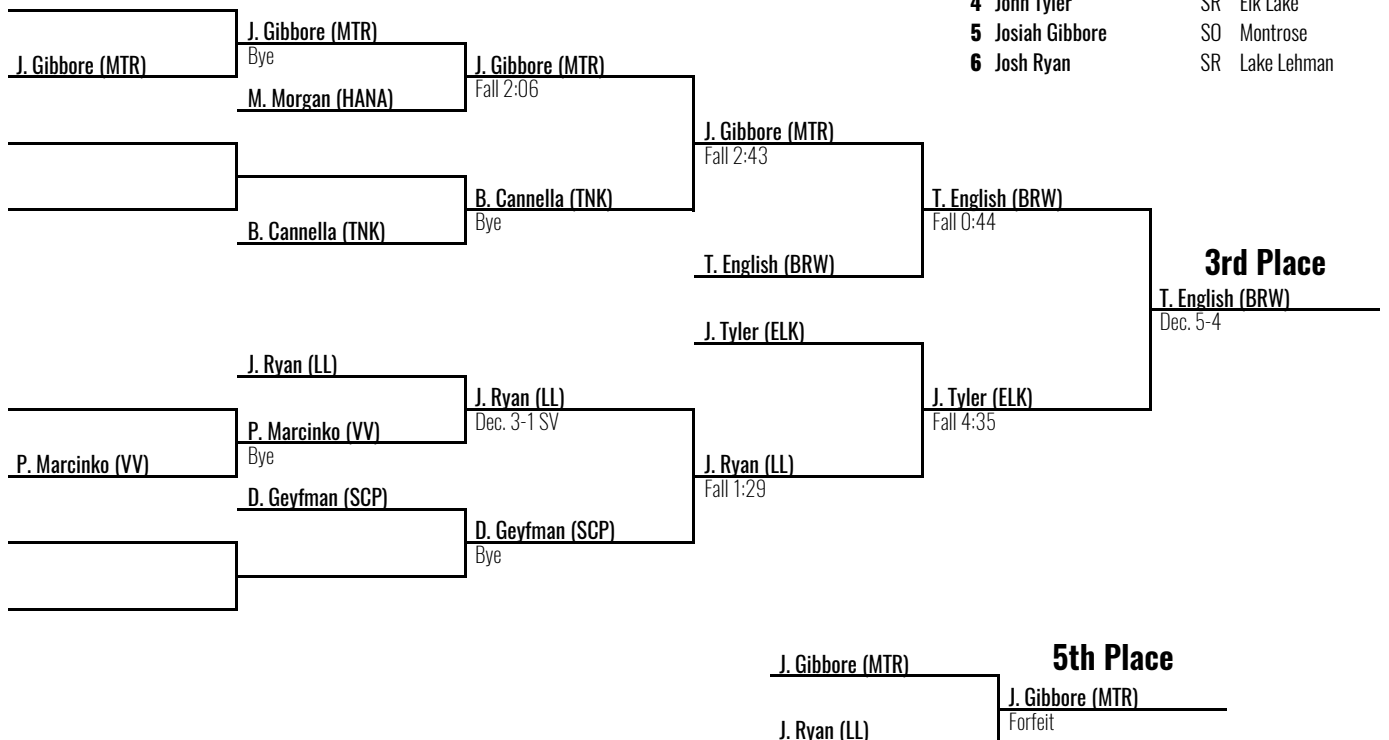 4 John Tyler SR Elk Lake
5 Josiah Gibbore SO Montrose
6 Josh Ryan SR Lake Lehman
J. Gibbore (MTR)
Bye
J. Gibbore (MTR)
J. Gibbore (MTR)
Fall 2:06
M. Morgan (HANA)
J. Gibbore (MTR)
Fall 2:43
B. Cannella (TNK)
Bye
B. Cannella (TNK)
T. English (BRW)
Fall 0:44
T. English (BRW)
3rd Place
T. English (BRW)
Dec. 5-4
J. Tyler (ELK)
J. Ryan (LL)
J. Ryan (LL)
Dec. 3-1 SV
J. Tyler (ELK)
Fall 4:35
P. Marcinko (VV)
Bye
P. Marcinko (VV)
J. Ryan (LL)
Fall 1:29
D. Geyfman (SCP)
D. Geyfman (SCP)
Bye
5th Place
J. Gibbore (MTR)
J. Gibbore (MTR)
Forfeit
J. Ryan (LL)